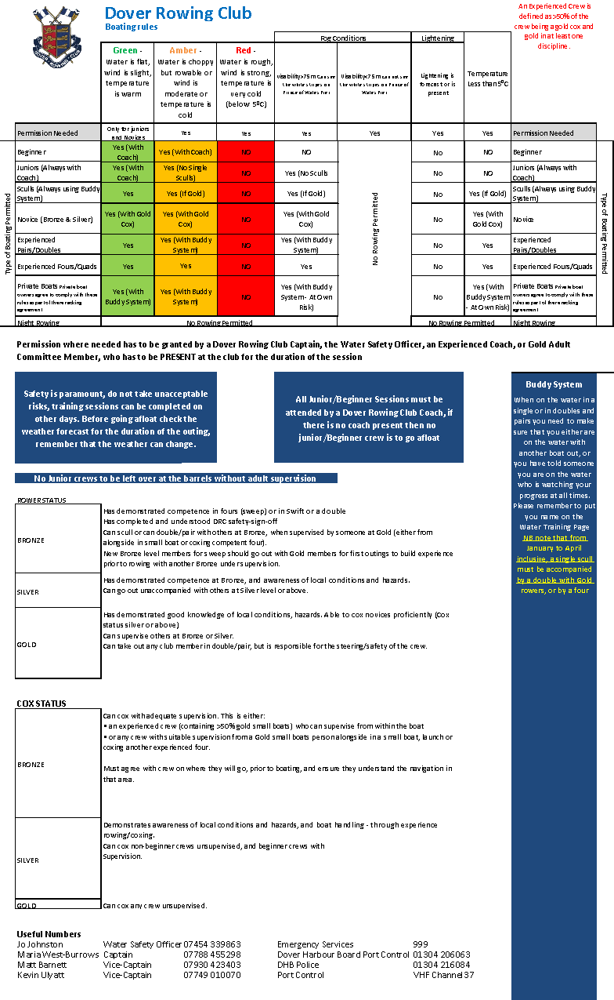 Dover Rowing Club
Boating rules
An Experienced Crew is
defined as >50% of the
crew being a gold cox and
gold in at least one
discipline.
Fog Conditions
Lightening
Green -
Water is flat,
wind is slight,
temperature
is warm
Amber -
Water is choppy
but rowable or
wind is
moderate or
temperature is
cold
Red -
Water is rough,
wind is strong,
temperature is
very cold
(below 5ºC)
Visability>75m Can see
the white stripes on
Prince of Wales Pier
Visability<75m Cannot see
the white stripes on Prince of
Wales Pier
Lightening is
forecast or is
present
Temperature
Less than 5ºC
Permission Needed
Only for juniors
and Novices
Yes
Yes
Yes
Yes
Yes
Yes
Permission Needed
Type of Boating Permitted
Beginner
Yes (With
Coach)
Yes (With Coach)
NO
NO
No
NO
Beginner
Juniors (Always with
Coach)
Yes (With
Coach)
Yes (No Single
Sculls)
NO
Yes (No Sculls
No
NO
Juniors (Always with
Coach)
Sculls (Always using Buddy
System)
Yes
Yes (If Gold)
NO
Yes (If Gold)
No
Yes (If Gold)
Sculls (Always using Buddy
System)
Novice (Bronze & Silver)
Yes (With Gold
Cox)
Yes (With Gold
Cox)
NO
Yes (With Gold
Cox)
No
Yes (With
Gold Cox)
Novice
Experienced
Pairs/Doubles
Yes
Yes (With Buddy
System)
NO
Yes (With Buddy
System)
No
Yes
Experienced
Pairs/Doubles
Experienced Fours/Quads
Yes
Yes
NO
Yes
No
Yes
Experienced Fours/Quads
Private Boats Private boat
owners agree to comply with these
rules as part of there racking
agreement
Yes (With
Buddy System)
Yes (With Buddy
System)
NO
Yes (With Buddy
System- At Own
Risk)
No
Yes (With
Buddy System
- At Own Risk)
Private Boats Private boat
owners agree to comply with these
rules as part of there racking
agreement
No Rowing Permitted
Type of Boating Permitted
Night Rowing
No Rowing Permitted
No Rowing Permitted
Night Rowing
Permission where needed has to be granted by a Dover Rowing Club Captain, the Water Safety Officer, an Experienced Coach, or Gold Adult
Committee Member, who has to be PRESENT at the club for the duration of the session
Safety is paramount, do not take unacceptable
risks, training sessions can be completed on
other days. Before going afloat check the
weather forecast for the duration of the outing,
remember that the weather can change.
All Junior/Beginner Sessions must be
attended by a Dover Rowing Club Coach, if
there is no coach present then no
junior/Beginner crew is to go afloat
Buddy System
When on the water in a
single or in doubles and
pairs you need to make
sure that you either are
on the water with
another boat out, or
you have told someone
you are on the water
who is watching your
progress at all times.
Please remember to put
you name on the
Water Training Page
NB note that from
January to April
inclusive, a single scull
must be accompanied
by a double with Gold
rowers, or by a four
No Junior crews to be left over at the barrels without adult supervision
ROWER STATUS
BRONZE
Has demonstrated competence in fours (sweep) or in Swift or a double
Has completed and understood DRC safety-sign-off
Can scull or can double/pair with others at Bronze, when supervised by someone at Gold (either from
alongside in small boat or coxing competent four).
New Bronze level members for sweep should go out with Gold members for first outings to build experience
prior to rowing with another Bronze under supervision.
SILVER
Has demonstrated competence at Bronze, and awareness of local conditions and hazards.
Can go out unaccompanied with others at Silver level or above.
GOLD
Has demonstrated good knowledge of local conditions, hazards. Able to cox novices proficiently (Cox
status silver or above)
Can supervise others at Bronze or Silver.
Can take out any club member in double/pair, but is responsible for the steering/safety of the crew.
COX STATUS
BRONZE
Can cox with adequate supervision. This is either:
• an experienced crew (containing >50% gold small boats) who can supervise from within the boat
• or any crew with suitable supervision from a Gold small boats person alongside in a small boat, launch or
coxing another experienced four.
Must agree with crew on where they will go, prior to boating, and ensure they understand the navigation in
that area.
SILVER
Demonstrates awareness of local conditions and hazards, and boat handling - through experience
rowing/coxing.
Can cox non-beginner crews unsupervised, and beginner crews with
Supervision.
GOLD
Can cox any crew unsupervised.
Useful Numbers
Jo Johnston Water Safety Officer 07454 339863 Emergency Services 999
Maria West-Burrows Captain 07788 455298 Dover Harbour Board Port Control 01304 206063
Matt Barnett Vice-Captain 07930 423403 DHB Police 01304 216084
Kevin Ulyatt Vice-Captain 07749 010070 Port Control VHF Channel 37